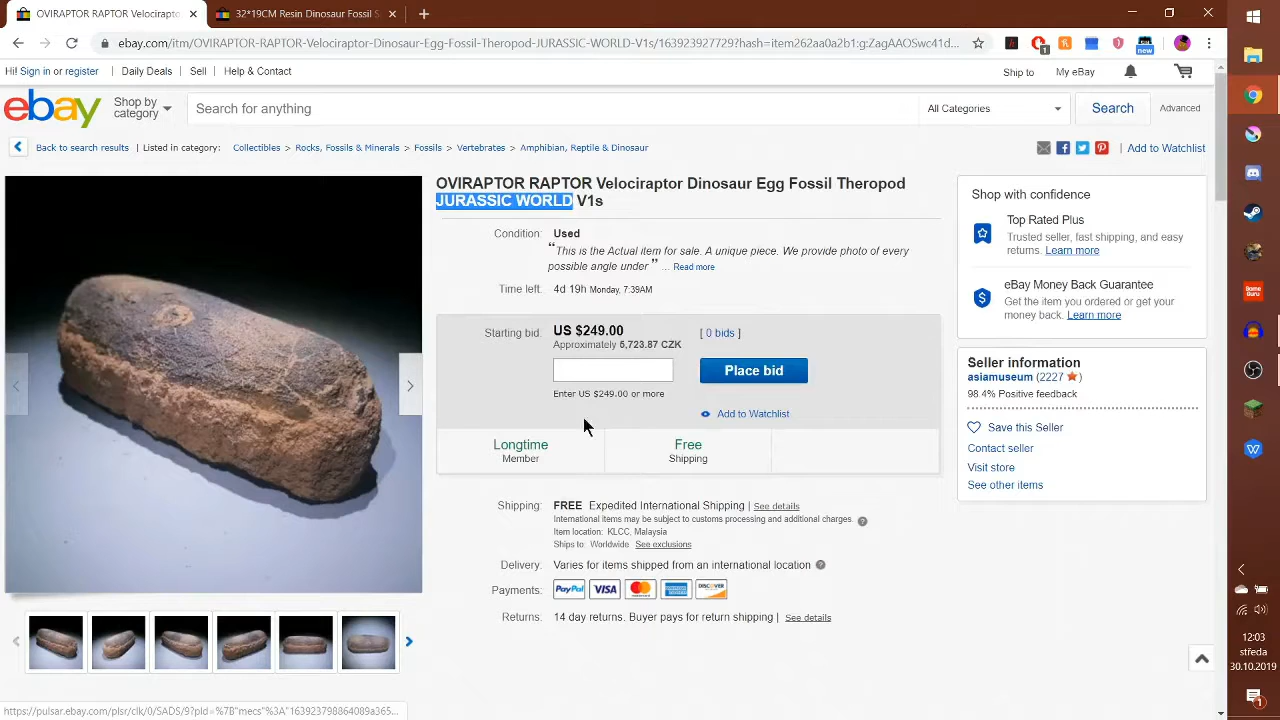 OVIRAPTOR RAPTOR Velociraptor
32*19CM Resin Dinosaur Fossil S
ebay.com/itm/OVIRAPTOR-RAPTOR-Velociraptor-Dinosaur-Egg-Fossil-Theropod-JURASSIC-WORLD-V1s/163923927729?hash=item262aa0a2b1:g:ZagAAOSwc41d...
Hi! Sign in or register
Daily Deals
Sell
Help & Contact
Ship to
My eBay
ebay
Shop by category
Search for anything
All Categories
Search
Advanced
Back to search results
Listed in category:
Collectibles > Rocks, Fossils & Minerals > Fossils > Vertebrates > Amphibian, Reptile & Dinosaur
Add to Watchlist
OVIRAPTOR RAPTOR Velociraptor Dinosaur Egg Fossil Theropod
JURASSIC WORLD V1s
Condition: Used
"This is the Actual item for sale. A unique piece. We provide photo of every
possible angle under" ... Read more
Time left: 4d 19h Monday, 7:39AM
Starting bid: US $249.00 [ 0 bids ]
Approximately 5,723.87 CZK
Place bid
Enter US $249.00 or more
Add to Watchlist
Longtime
Member
Free
Shipping
Shipping: FREE Expedited International Shipping | See details
International items may be subject to customs processing and additional charges.
Item location: KLCC, Malaysia
Ships to: Worldwide See exclusions
Delivery: Varies for items shipped from an international location
Payments: PayPal VISA MasterCard AMERICAN EXPRESS DISCOVER
Returns: 14 day returns. Buyer pays for return shipping | See details
Shop with confidence
Top Rated Plus
Trusted seller, fast shipping, and easy
returns. Learn more
eBay Money Back Guarantee
Get the item you ordered or get your
money back. Learn more
Seller information
asiamuseum (2227 )
98.4% Positive feedback
Save this Seller
Contact seller
Visit store
See other items
new
1
12:03
středa
30.10.2019
1